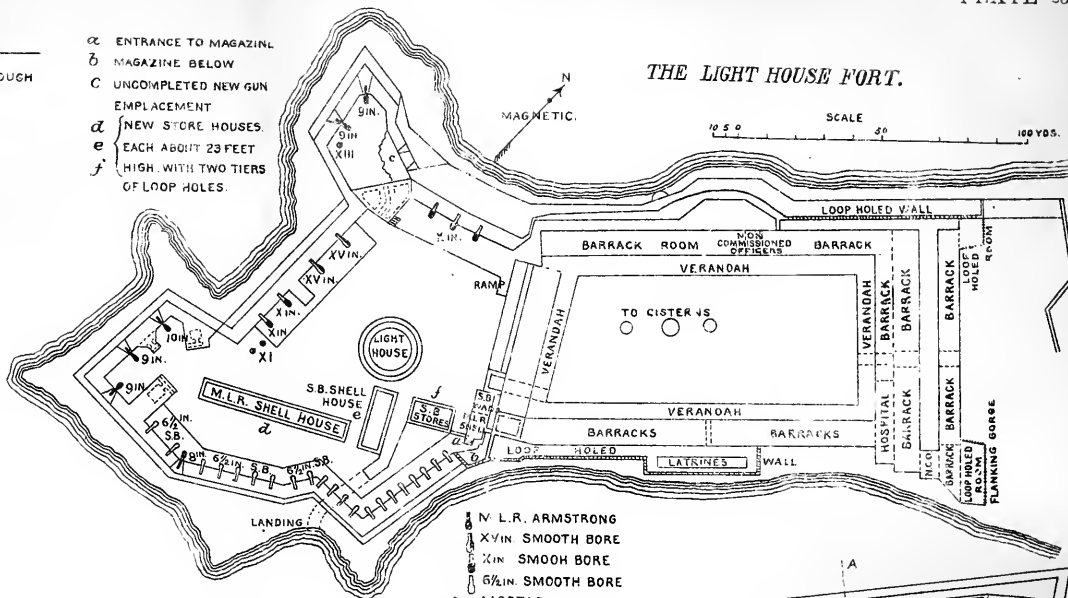 PLATE
OUGH
a ENTRANCE TO MAGAZINE
b MAGAZINE BELOW
C UNCOMPLETED NEW GUN
EMPLACEMENT
d NEW STORE HOUSES.
e EACH ABOUT 23 FEET
f HIGH. WITH TWO TIERS
OF LOOP HOLES.
THE LIGHT HOUSE FORT.
N
MAGNETIC.
SCALE
10 5 0 50 100 YDS.
9IN.
9IN
XIII
c
XIN.
XVIN.
XVIN.
XIN.
XIN
XI
RAMP
LOOP HOLED WALL
BARRACK ROOM
NON
COMMISSIONED
OFFICERS
BARRACK
VERANDAH
VERANDAH
TO CISTERNS
VERANDAH
BARRACK
BARRACK
BARRACK
LOOP
HOLED
ROOM
LIGHT
HOUSE
10IN.
9IN.
9IN
M.L.R. SHELL HOUSE
d
S.B. SHELL
HOUSE
e
f
S.B
STORES
S.B
M.L.R
SHELL
a
b
VERANDAH
BARRACKS
BARRACKS
HOSPITAL
BARRACK
BARRACK
NCO
BARRACK
LOOP HOLED
ROOM
FLANKING GORGE
LOOP HOLED
LATRINES
WALL
6½IN.
S.B.
8IN.
6½IN. S.B.
6½IN. S.B.
LANDING
M.L.R. ARMSTRONG
XVIN. SMOOTH BORE
XIN SMOOH BORE
6½IN. SMOOTH BORE
A